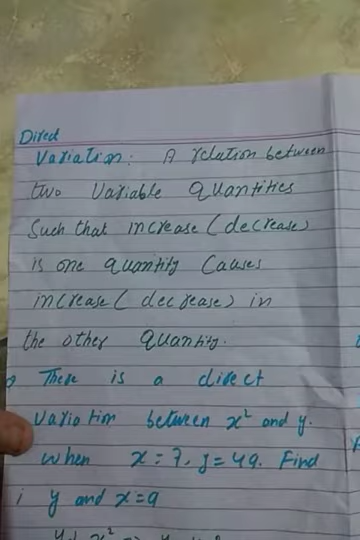 Direct
Variation: A relation between
two Variable quantities
Such that increase (decrease)
is one quantity Causes
increase (decrease) in
the other quantity.
There is a direct
variation between x² and y.
when x=7, y=49. Find
i y and x=9